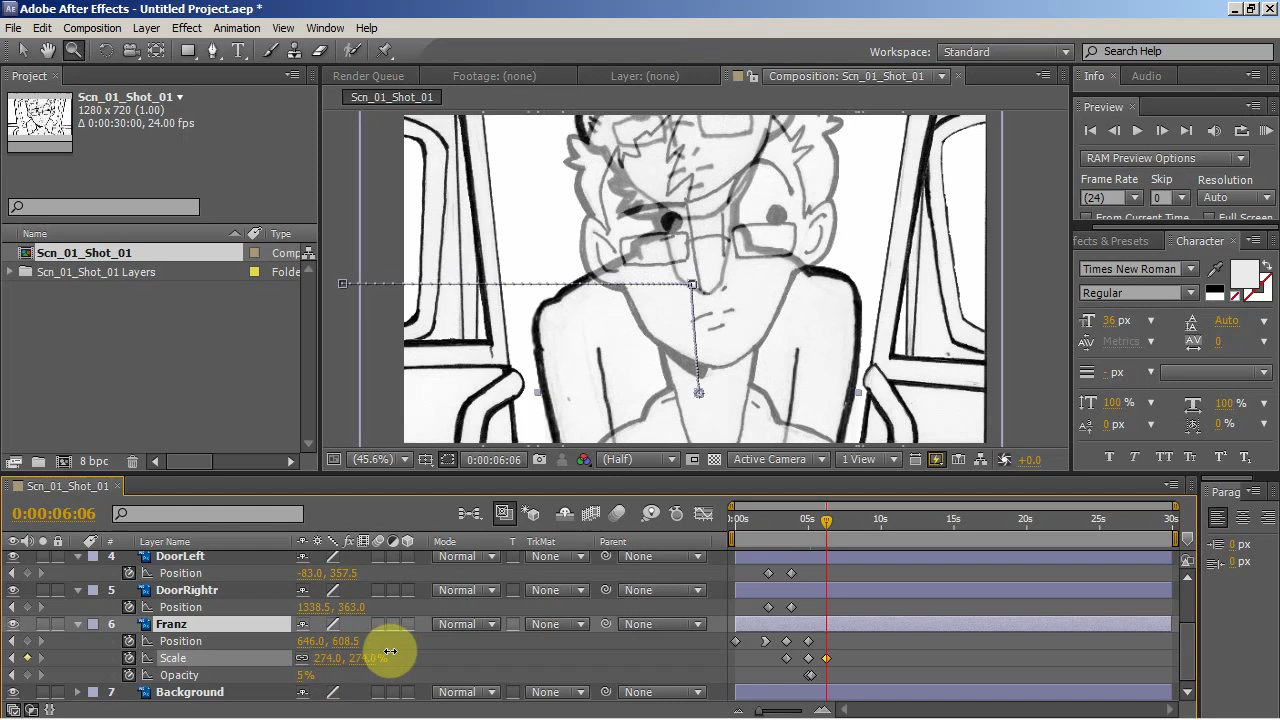 Adobe After Effects - Untitled Project.aep *
File Edit Composition Layer Effect Animation View Window Help
Workspace: Standard Search Help
Project Render Queue Footage: (none) Layer: (none) Composition: Scn_01_Shot_01 Info Audio
Scn_01_Shot_01
1280 x 720 (1.00)
Δ 0:00:30:00, 24.00 fps
Scn_01_Shot_01
Preview
RAM Preview Options
Frame Rate Skip Resolution
(24) 0 Auto
From Current Time Full Screen
Name Type
Scn_01_Shot_01 Comp
Scn_01_Shot_01 Layers Folde
ffects & Presets Character
Times New Roman
Regular
36 px Auto
Metrics 0
- px
100 % 100 %
0 px 0 %
T T TT Tr T¹ T₁
8 bpc (45.6%) 0:00:06:06 (Half) Active Camera 1 View +0.0
Scn_01_Shot_01 Paragr
0:00:06:06 0:00s 05s 10s 15s 20s 25s 30s
# Layer Name Mode T TrkMat Parent
4 DoorLeft Normal None None
Position -83.0, 357.5
5 DoorRightr Normal None None
Position 1338.5, 363.0
6 Franz Normal None None
Position 646.0, 608.5
Scale 274.0, 274.0%
Opacity 5%
7 Background Normal None None
0 px
0 px